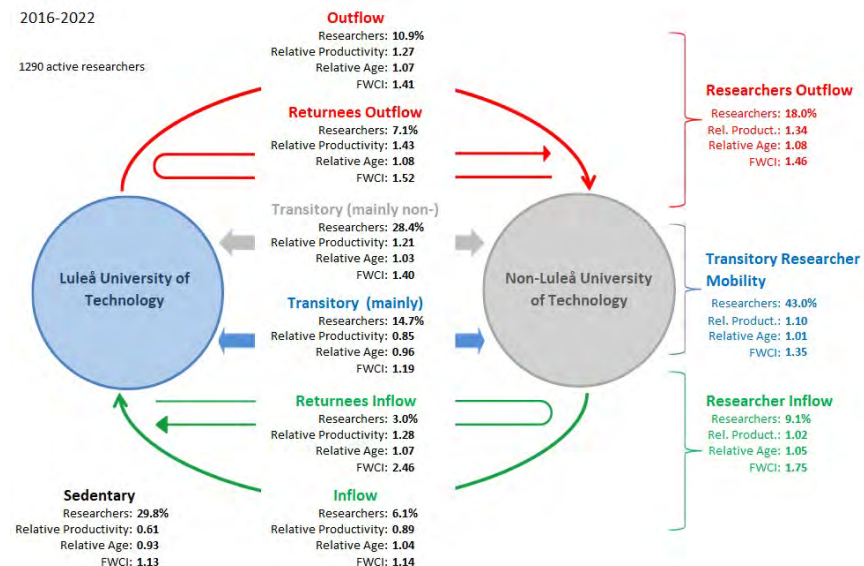 2016-2022
1290 active researchers
Outflow
Researchers: 10.9%
Relative Productivity: 1.27
Relative Age: 1.07
FWCI: 1.41
Returnees Outflow
Researchers: 7.1%
Relative Productivity: 1.43
Relative Age: 1.08
FWCI: 1.52
Researchers Outflow
Researchers: 18.0%
Rel. Product.: 1.34
Relative Age: 1.08
FWCI: 1.46
Luleå University of
Technology
Transitory (mainly non-)
Researchers: 28.4%
Relative Productivity: 1.21
Relative Age: 1.03
FWCI: 1.40
Transitory (mainly)
Researchers: 14.7%
Relative Productivity: 0.85
Relative Age: 0.96
FWCI: 1.19
Non-Luleå University
of Technology
Transitory Researcher
Mobility
Researchers: 43.0%
Rel. Product.: 1.10
Relative Age: 1.01
FWCI: 1.35
Returnees Inflow
Researchers: 3.0%
Relative Productivity: 1.28
Relative Age: 1.07
FWCI: 2.46
Researcher Inflow
Researchers: 9.1%
Rel. Product.: 1.02
Relative Age: 1.05
FWCI: 1.75
Sedentary
Researchers: 29.8%
Relative Productivity: 0.61
Relative Age: 0.93
FWCI: 1.13
Inflow
Researchers: 6.1%
Relative Productivity: 0.89
Relative Age: 1.04
FWCI: 1.14